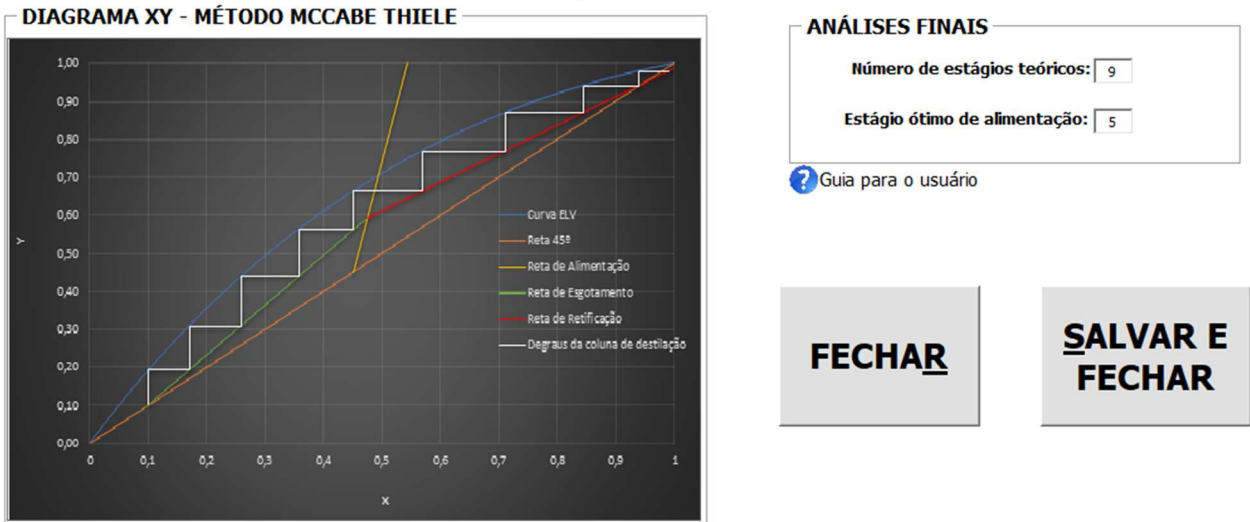 DIAGRAMA XY - MÉTODO MCCABE THIELE
1,00
0,90
0,80
0,70
0,60
0,50
0,40
0,30
0,20
0,10
0,00
Y
0 0,1 0,2 0,3 0,4 0,5 0,6 0,7 0,8 0,9 1
X
Curva ELV
Reta 45º
Reta de Alimentação
Reta de Esgotamento
Reta de Retificação
Degraus da coluna de destilação
ANÁLISES FINAIS
Número de estágios teóricos: 9
Estágio ótimo de alimentação: 5
? Guia para o usuário
FECHAR
SALVAR E
FECHAR